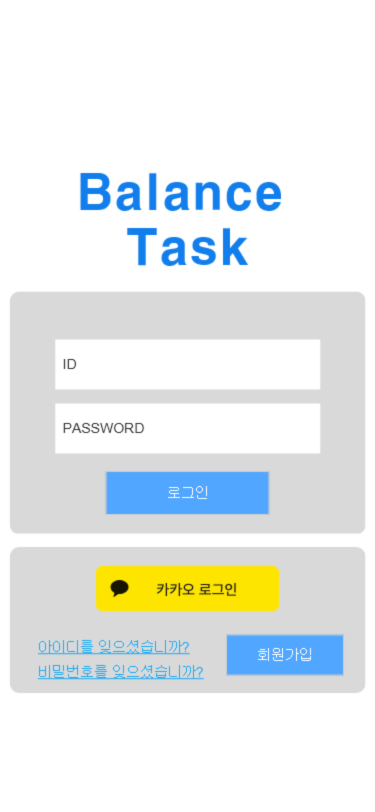 Balance
Task
ID
PASSWORD
로그인
카카오 로그인
아이디를 잊으셨습니까?
비밀번호를 잊으셨습니까?
회원가입